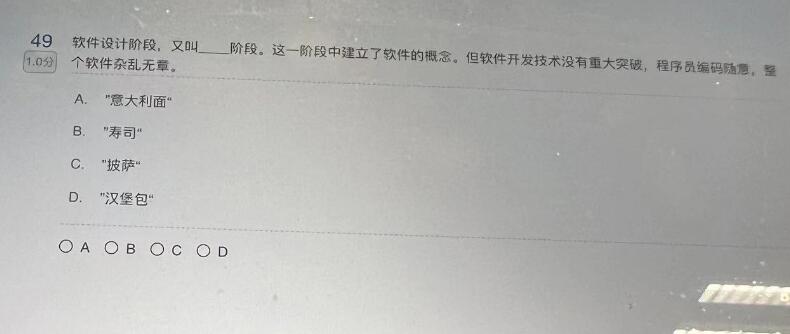 49 软件设计阶段，又叫____阶段。这一阶段中建立了软件的概念。但软件开发技术没有重大突破，程序员编码随意，整
1.0分 个软件杂乱无章。
A. "意大利面"
B. "寿司"
C. "披萨"
D. "汉堡包"
A B C D